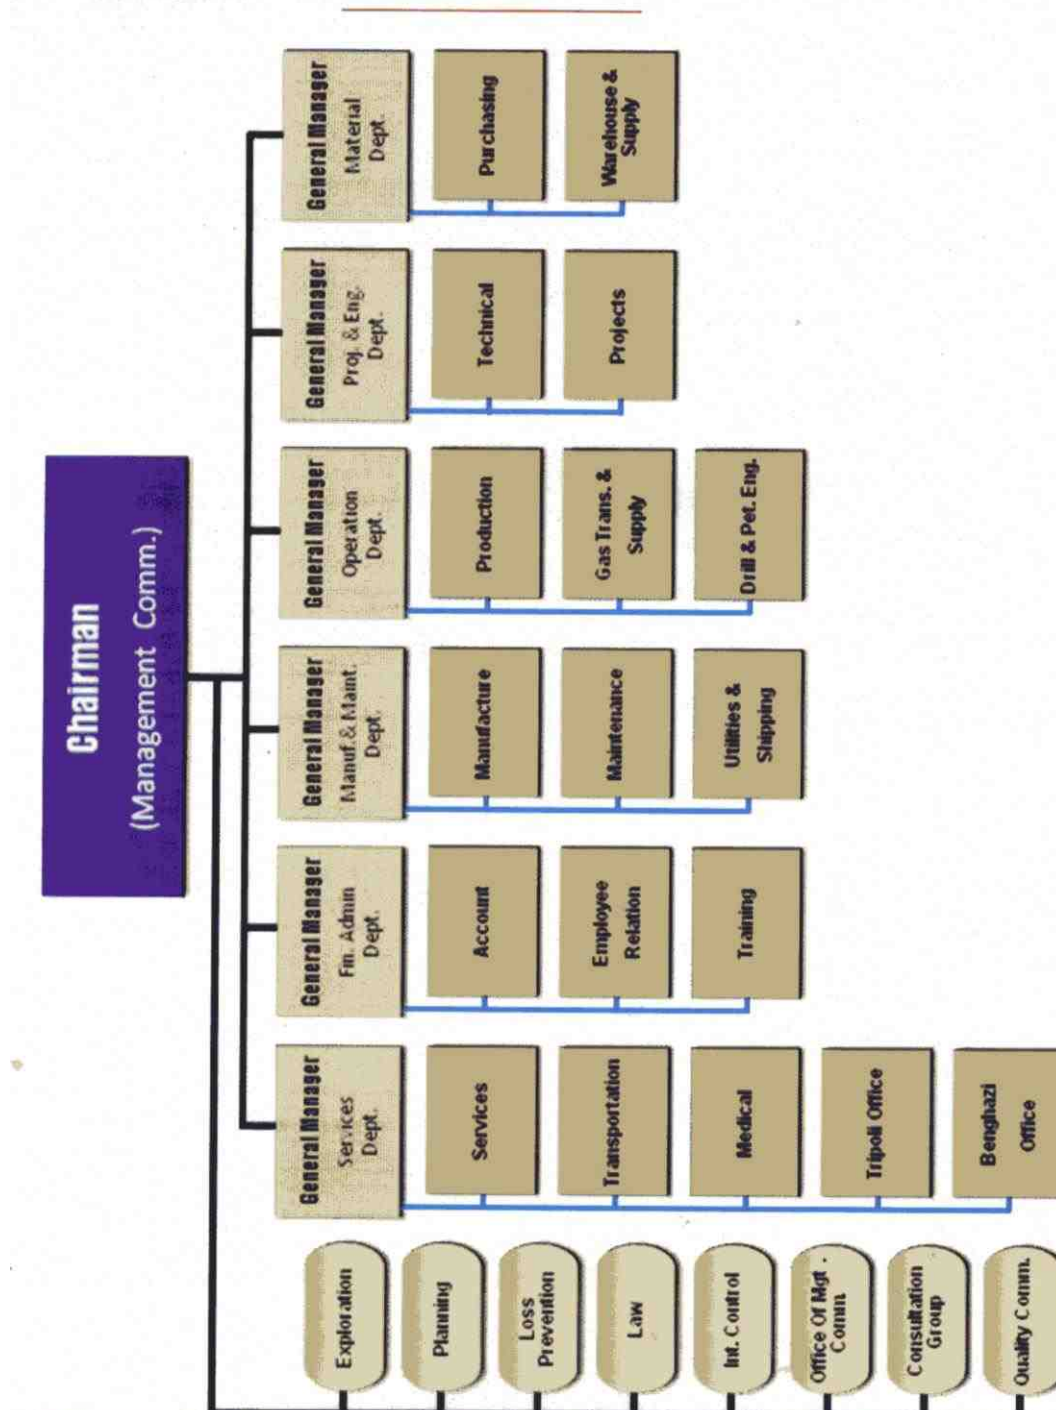 Chairman
(Management Comm.)
General Manager
Services
Dept.
Services
Transportation
Medical
Tripoli Office
Benghazi
Office
General Manager
Fin. Admin
Dept.
Account
Employee
Relation
Training
General Manager
Manuf.& Maint.
Dept.
Manufacture
Maintenance
Utilities &
Shipping
General Manager
Operation
Dept.
Production
Gas Trans. &
Supply
Drill & Pet. Eng.
General Manager
Proj. & Eng.
Dept.
Technical
Projects
General Manager
Material
Dept.
Purchasing
Warehouse &
Supply
Exploration
Planning
Loss
Prevention
Law
Int. Control
Office Of Mgt .
Comm.
Consultation
Group
Quality Comm.